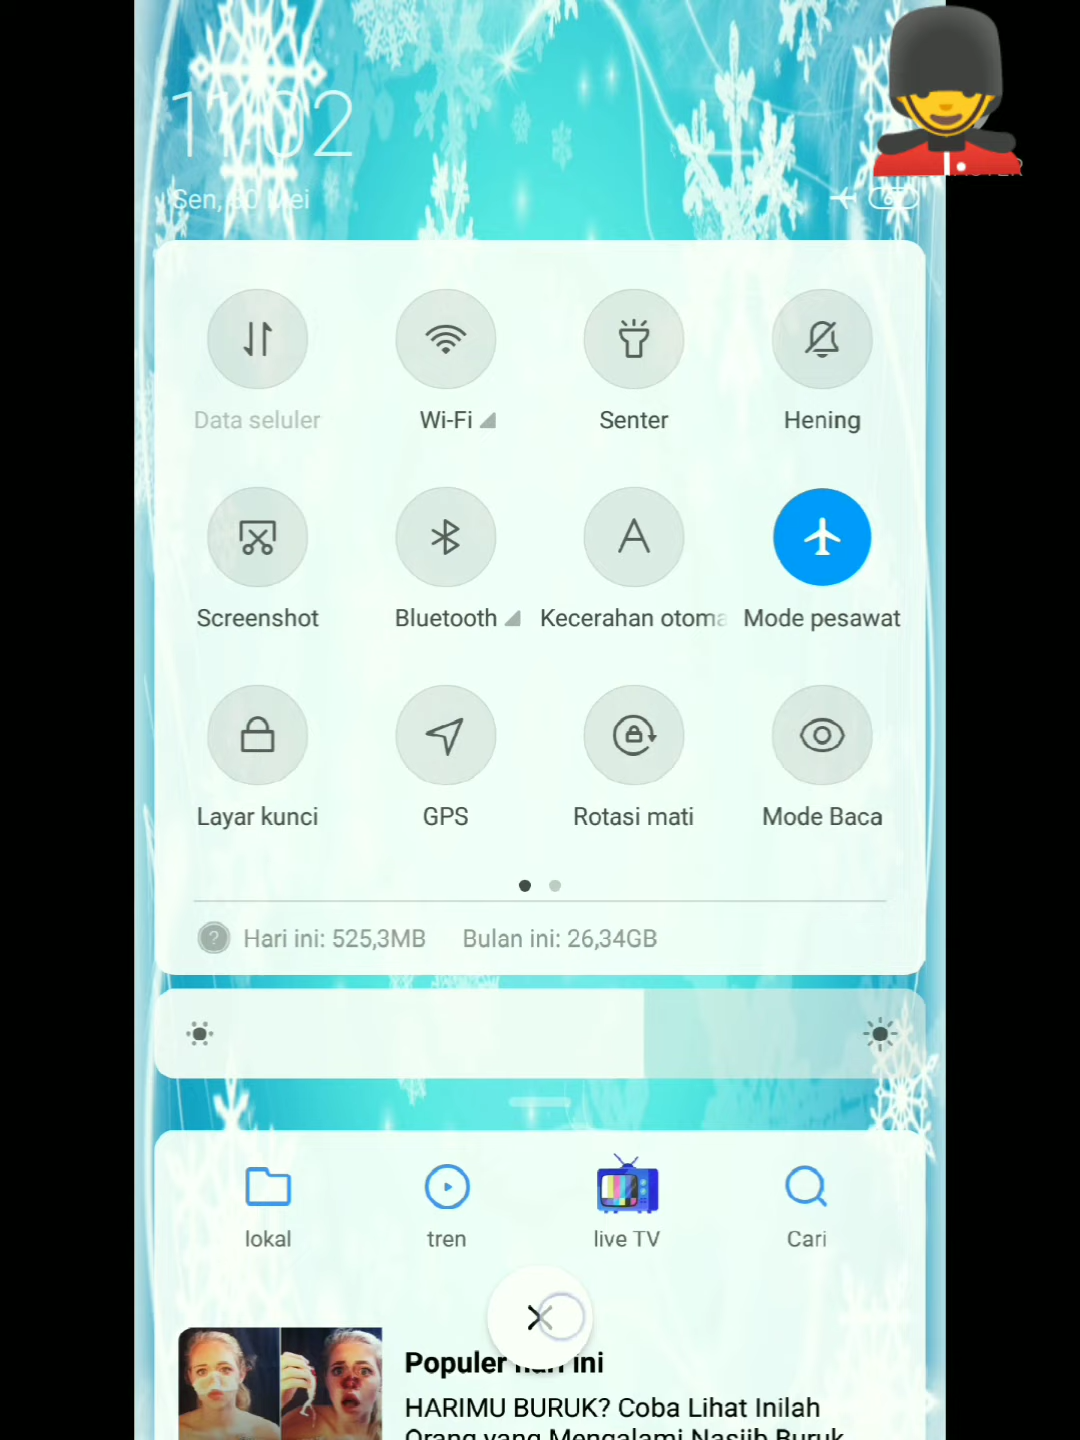 11:02
Sen, 30 Mei
Data seluler
Wi-Fi
Senter
Hening
Screenshot
Bluetooth
Kecerahan otoma
Mode pesawat
Layar kunci
GPS
Rotasi mati
Mode Baca
Hari ini: 525,3MB
Bulan ini: 26,34GB
lokal
tren
live TV
Cari
Populer hari ini
HARIMU BURUK? Coba Lihat Inilah
Orang yang Mengalami Nasib Buruk